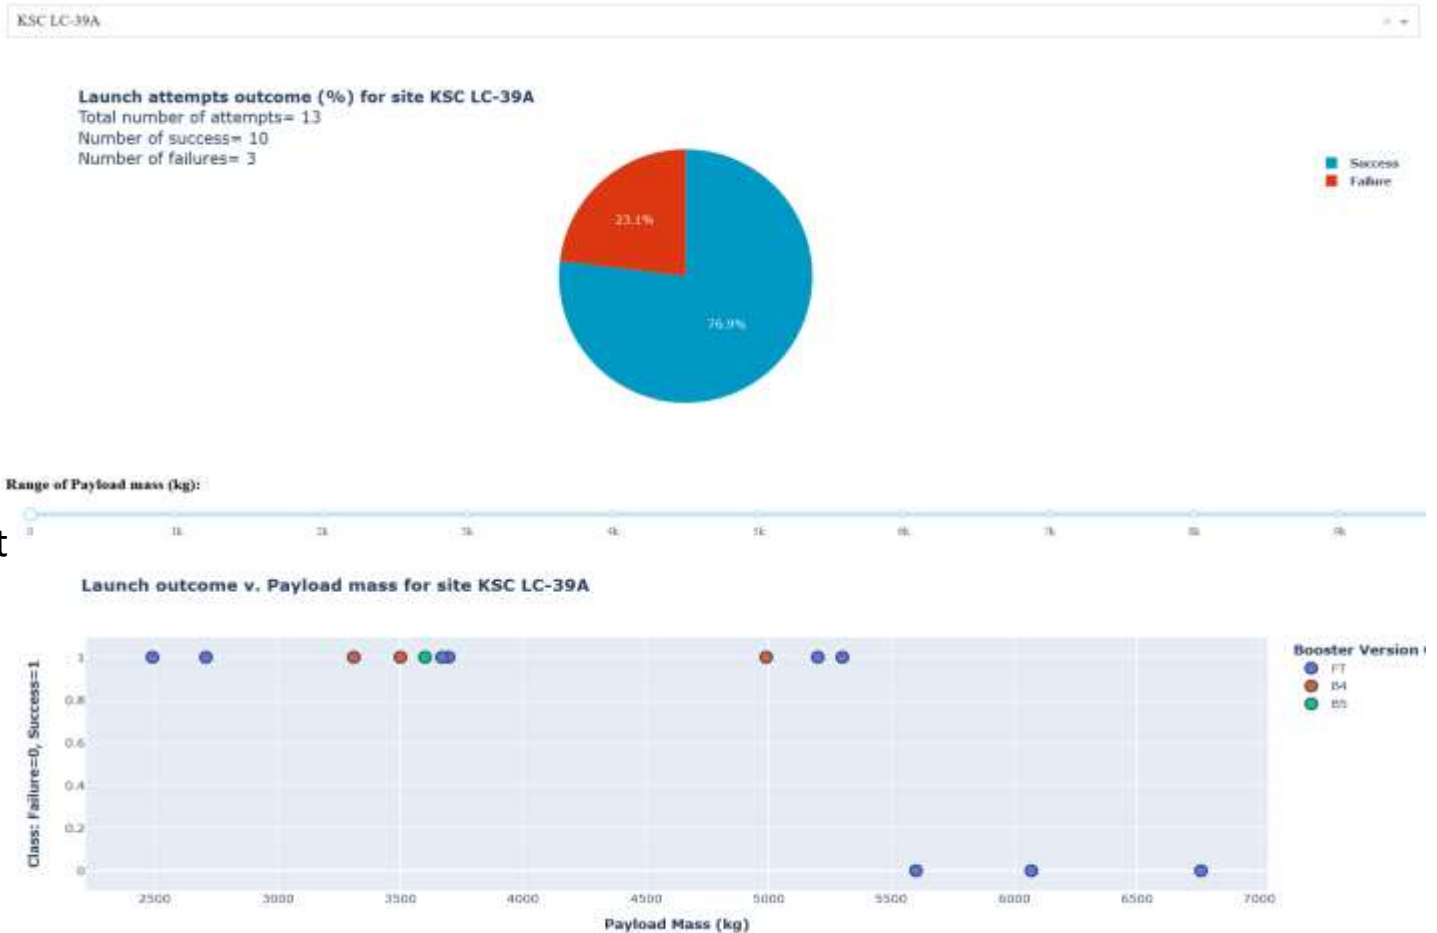 KSC LC-39A
Launch attempts outcome (%) for site KSC LC-39A
Total number of attempts= 13
Number of success= 10
Number of failures= 3
Success
Failure
23.1%
76.9%
Range of Payload mass (kg):
0 1k 2k 3k 4k 5k 6k 7k 8k 9k
t
Launch outcome v. Payload mass for site KSC LC-39A
Booster Version
FT
B4
B5
Class: Failure=0, Success=1
1
0.8
0.6
0.4
0.2
0
2500 3000 3500 4000 4500 5000 5500 6000 6500 7000
Payload Mass (kg)